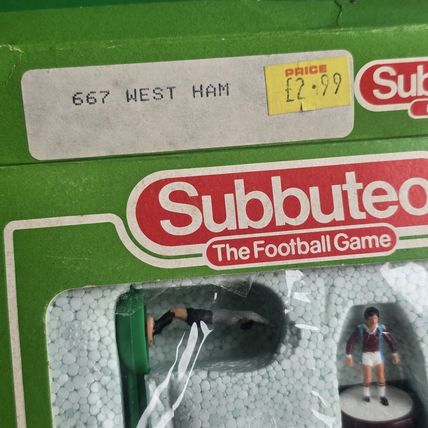 667 WEST HAM
PRICE
£2.99
Sub
Subbuteo
The Football Game